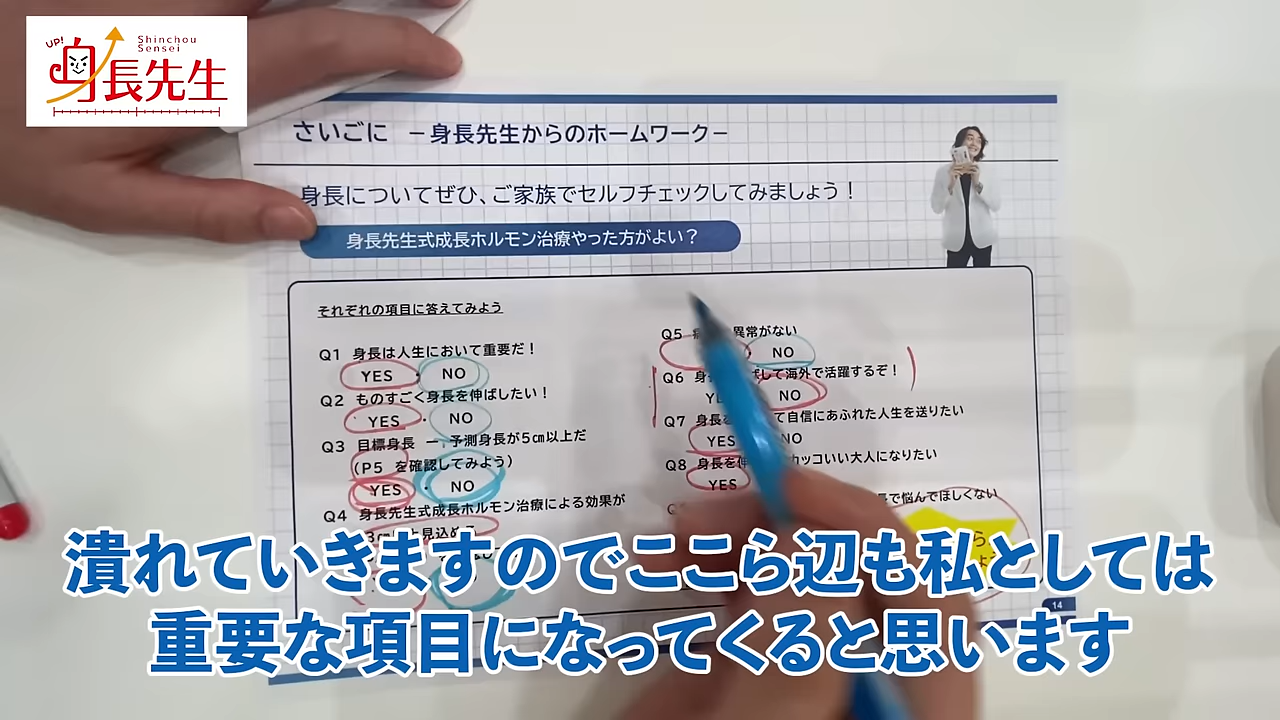 UP!
Shinchou
Sensei
身長先生
さいごに －身長先生からのホームワーク－
身長についてぜひ、ご家族でセルフチェックしてみましょう！
身長先生式成長ホルモン治療やった方がよい？
それぞれの項目に答えてみよう
Q1 身長は人生において重要だ！
YES ・ NO
Q2 ものすごく身長を伸ばしたい！
YES ・ NO
Q3 目標身長 － 予測身長が5㎝以上だ
（P5 を確認してみよう）
YES ・ NO
Q4 身長先生式成長ホルモン治療による効果が
Q5 異常がない
NO
Q6 して海外で活躍するぞ！
NO
Q7 身長 て自信にあふれた人生を送りたい
YES NO
Q8 身長を カッコいい大人になりたい
YES
で悩んでほしくない
14
潰れていきますのでここら辺も私としては
重要な項目になってくると思います